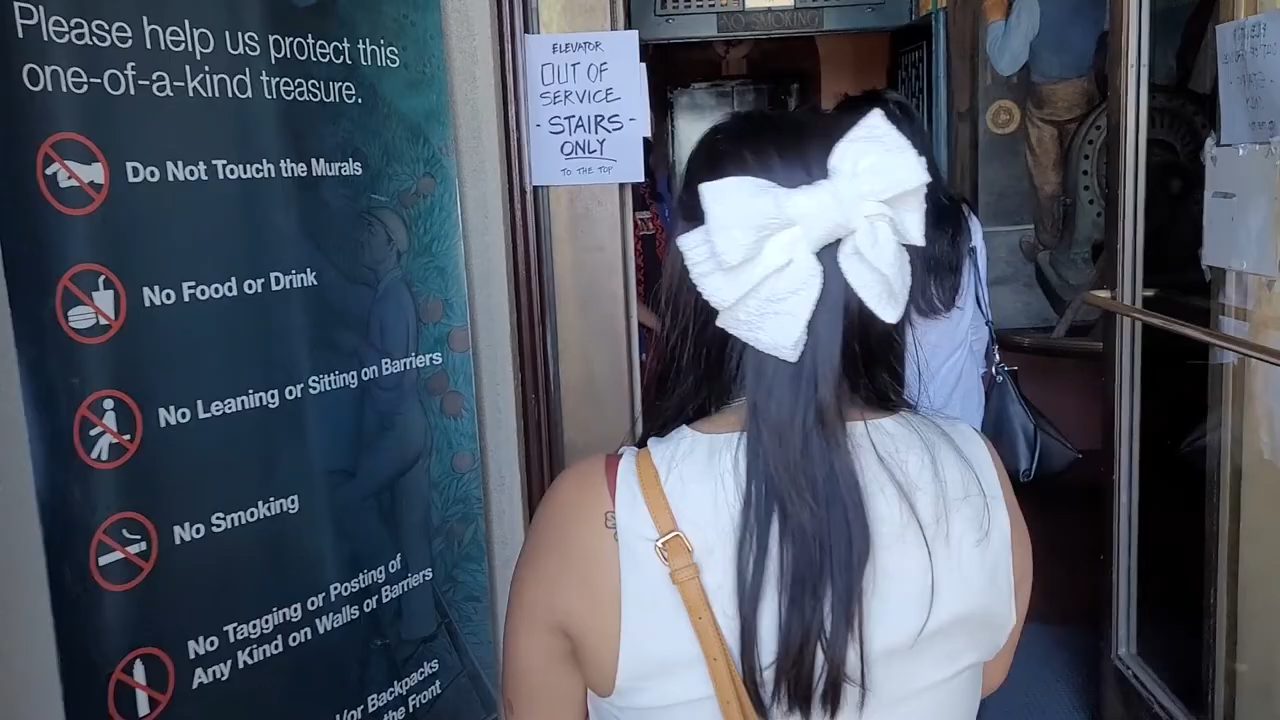 Please help us protect this
one-of-a-kind treasure.
Do Not Touch the Murals
No Food or Drink
No Leaning or Sitting on Barriers
No Smoking
No Tagging or Posting of
Any Kind on Walls or Barriers
/or Backpacks
the Front
ELEVATOR
OUT OF
SERVICE
- STAIRS -
ONLY
TO THE TOP
NO SMOKING